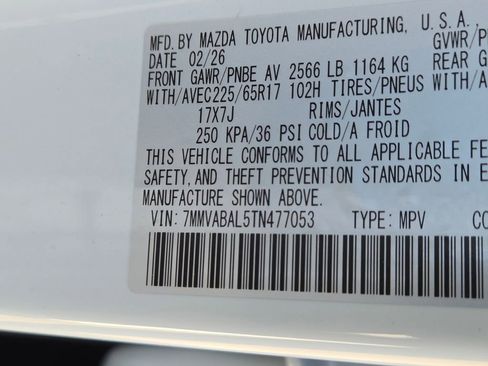 MFD.BY MAZDA TOYOTA MANUFACTURING, U.S.A.,
DATE 02/26 GVWR/P
FRONT GAWR/PNBE AV 2566 LB 1164 KG REAR G
WITH/AVEC225/65R17 102H TIRES/PNEUS WITH/A
17X7J RIMS/JANTES
250 KPA/36 PSI COLD/A FROID
THIS VEHICLE CONFORMS TO ALL APPLICABLE FE
SAFETY,AND THEFT PREVENTION STANDARDS IN E
MANUFACTURE SHOWN ABOVE.
VIN: 7MMVABAL5TN477053 TYPE: MPV CO